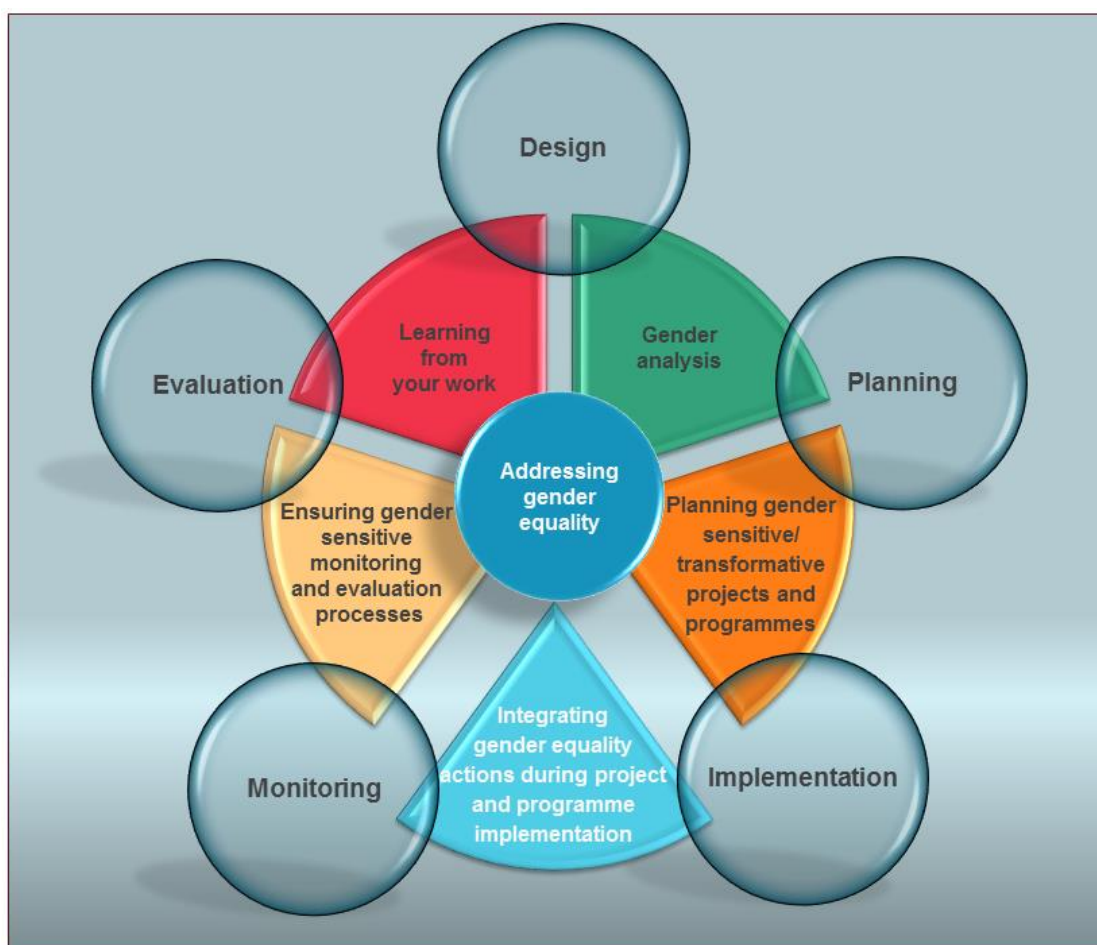 Design
Learning
from
your work
Gender
analysis
Evaluation
Planning
Addressing
gender
equality
Ensuring gender
sensitive
monitoring
and evaluation
processes
Planning gender
sensitive/
transformative
projects and
programmes
Integrating
gender equality
actions during project
and programme
implementation
Monitoring
Implementation